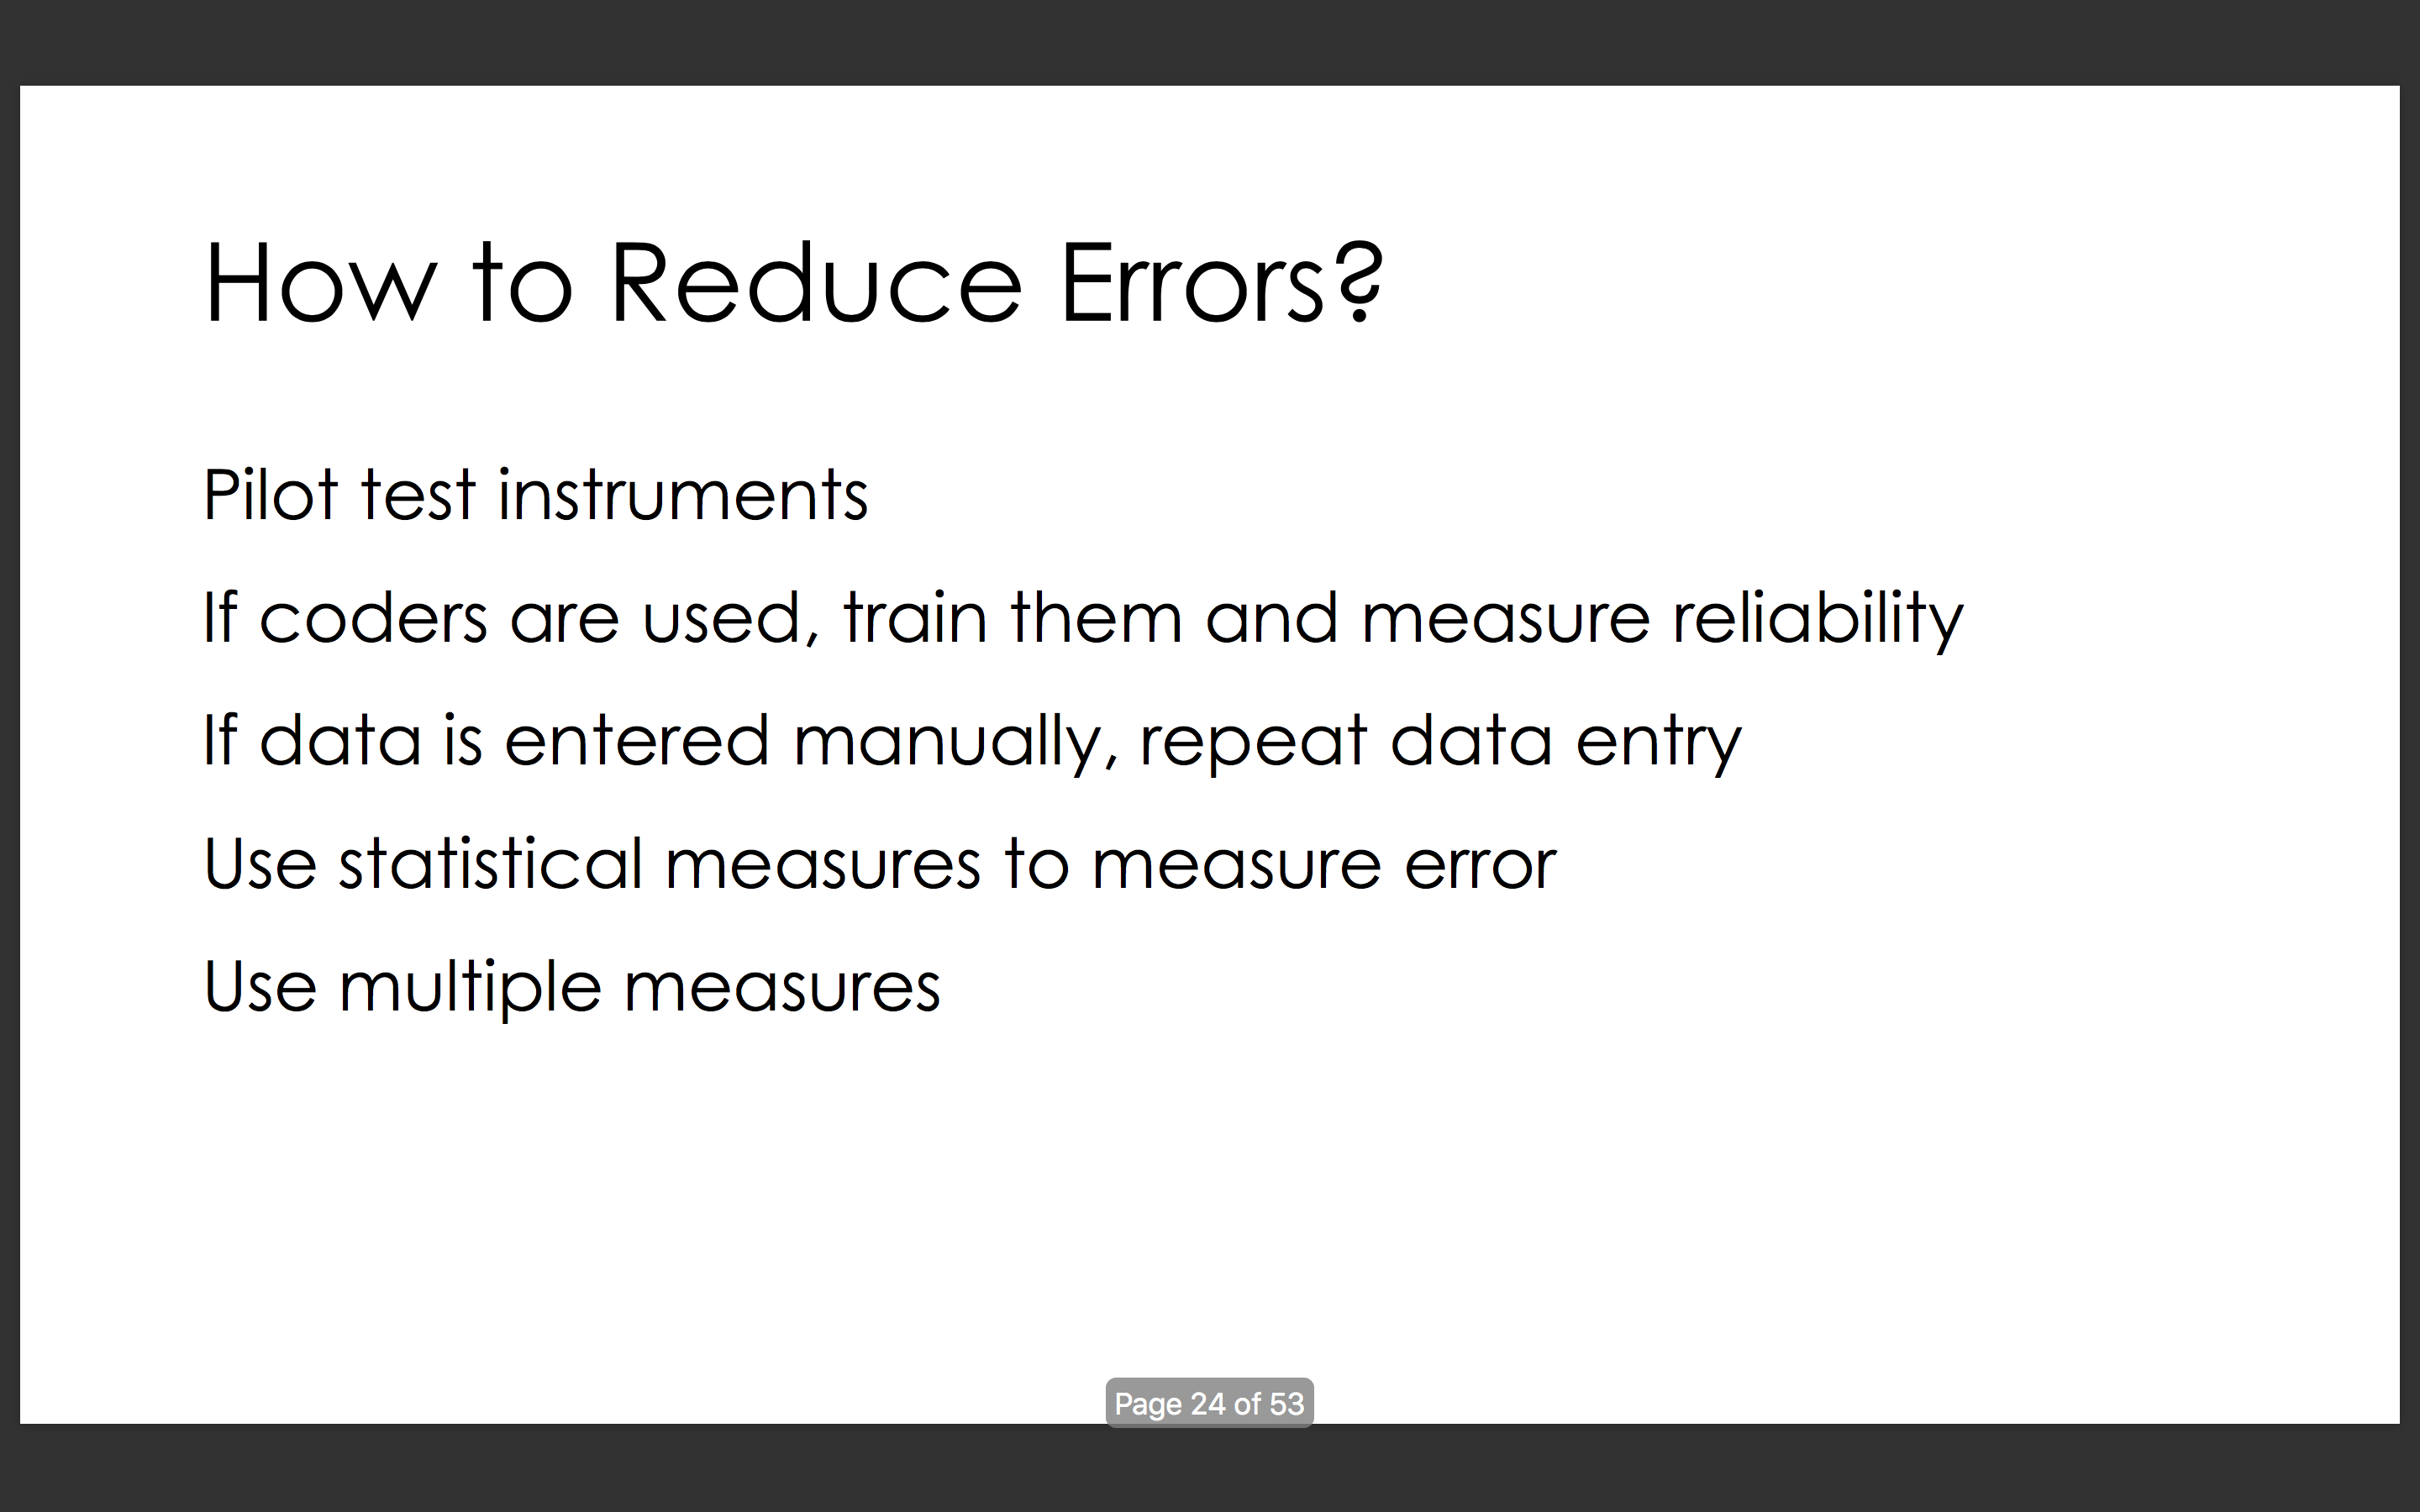 How to Reduce Errors?
Pilot test instruments
If coders are used, train them and measure reliability
If data is entered manually, repeat data entry
Use statistical measures to measure error
Use multiple measures
Page 24 of 53